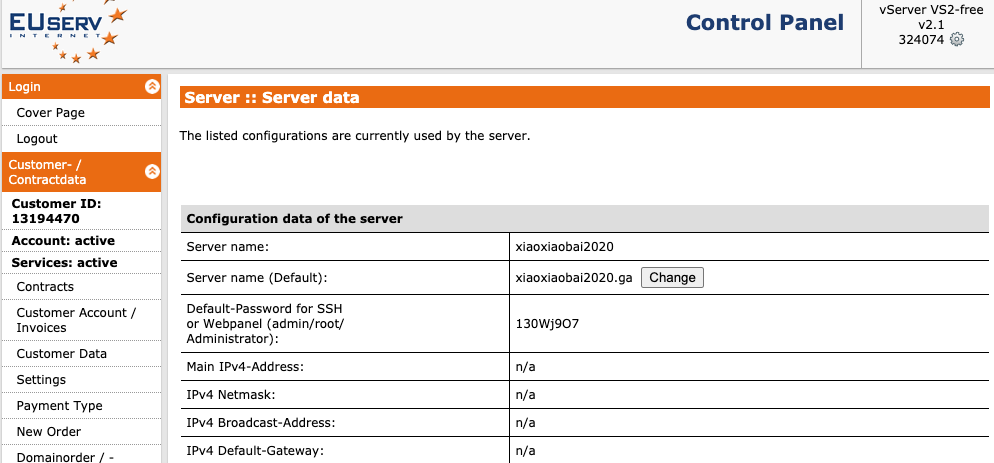 EUSERV
INTERNET
Control Panel
vServer VS2-free
v2.1
324074
Login
Cover Page
Logout
Customer- /
Contractdata
Customer ID:
13194470
Account: active
Services: active
Contracts
Customer Account /
Invoices
Customer Data
Settings
Payment Type
New Order
Domainorder / -
Server :: Server data
The listed configurations are currently used by the server.
Configuration data of the server
Server name: xiaoxiaobai2020
Server name (Default): xiaoxiaobai2020.ga Change
Default-Password for SSH
or Webpanel (admin/root/
Administrator): 130Wj9O7
Main IPv4-Address: n/a
IPv4 Netmask: n/a
IPv4 Broadcast-Address: n/a
IPv4 Default-Gateway: n/a